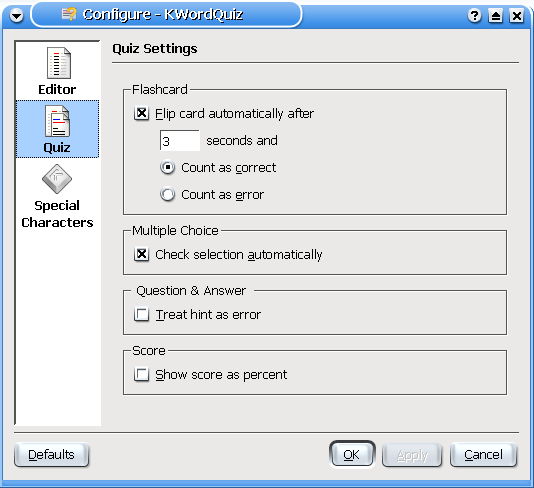 Configure - KWordQuiz
?
Editor
Quiz
Special
Characters
Quiz Settings
Flashcard
Flip card automatically after
3 seconds and
Count as correct
Count as error
Multiple Choice
Check selection automatically
Question & Answer
Treat hint as error
Score
Show score as percent
Defaults
OK
Apply
Cancel